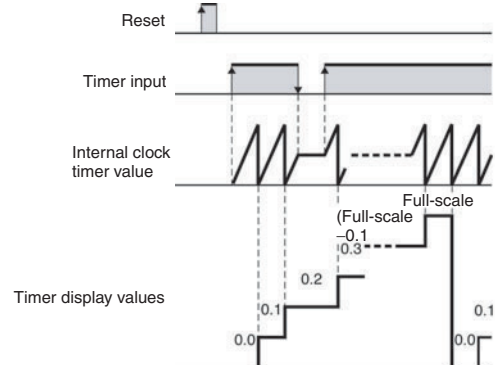 Reset
Timer input
Internal clock
timer value
Full-scale
(Full-scale
–0.1
0.3
0.2
Timer display values
0.1
0.1
0.0
0.0